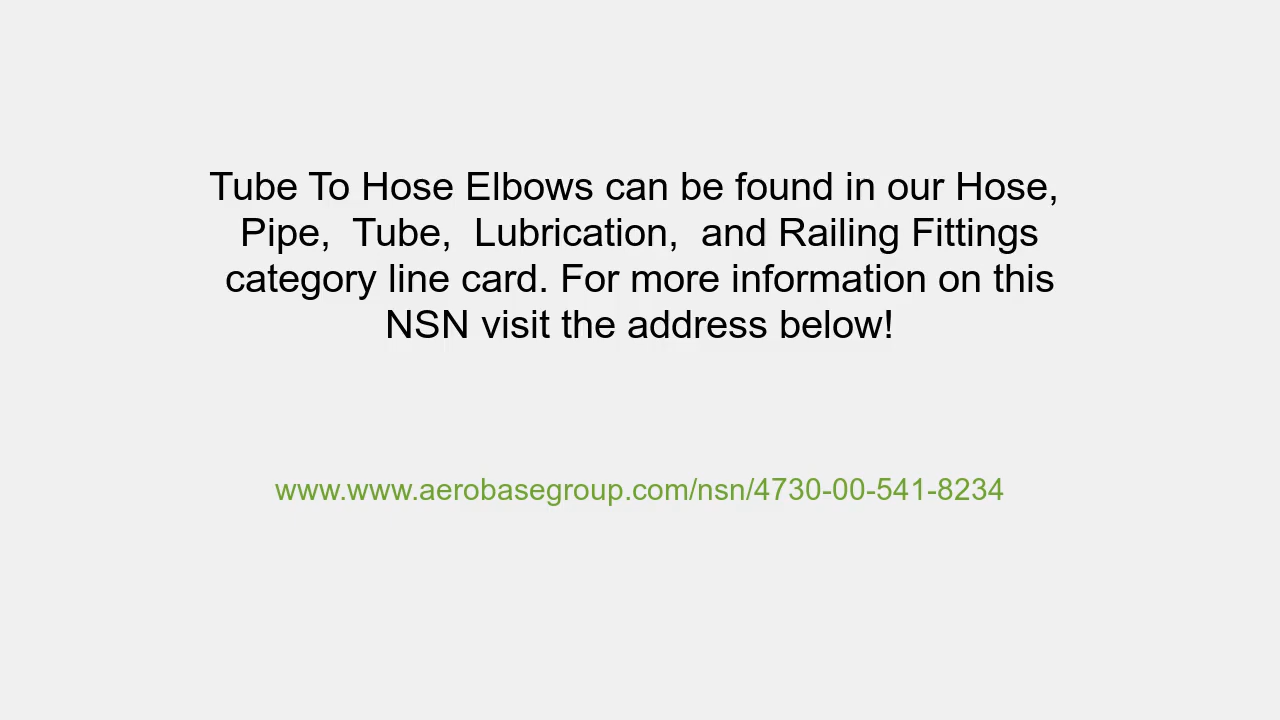 Tube To Hose Elbows can be found in our Hose,
Pipe,  Tube,  Lubrication,  and Railing Fittings
category line card. For more information on this
NSN visit the address below!
www.www.aerobasegroup.com/nsn/4730-00-541-8234